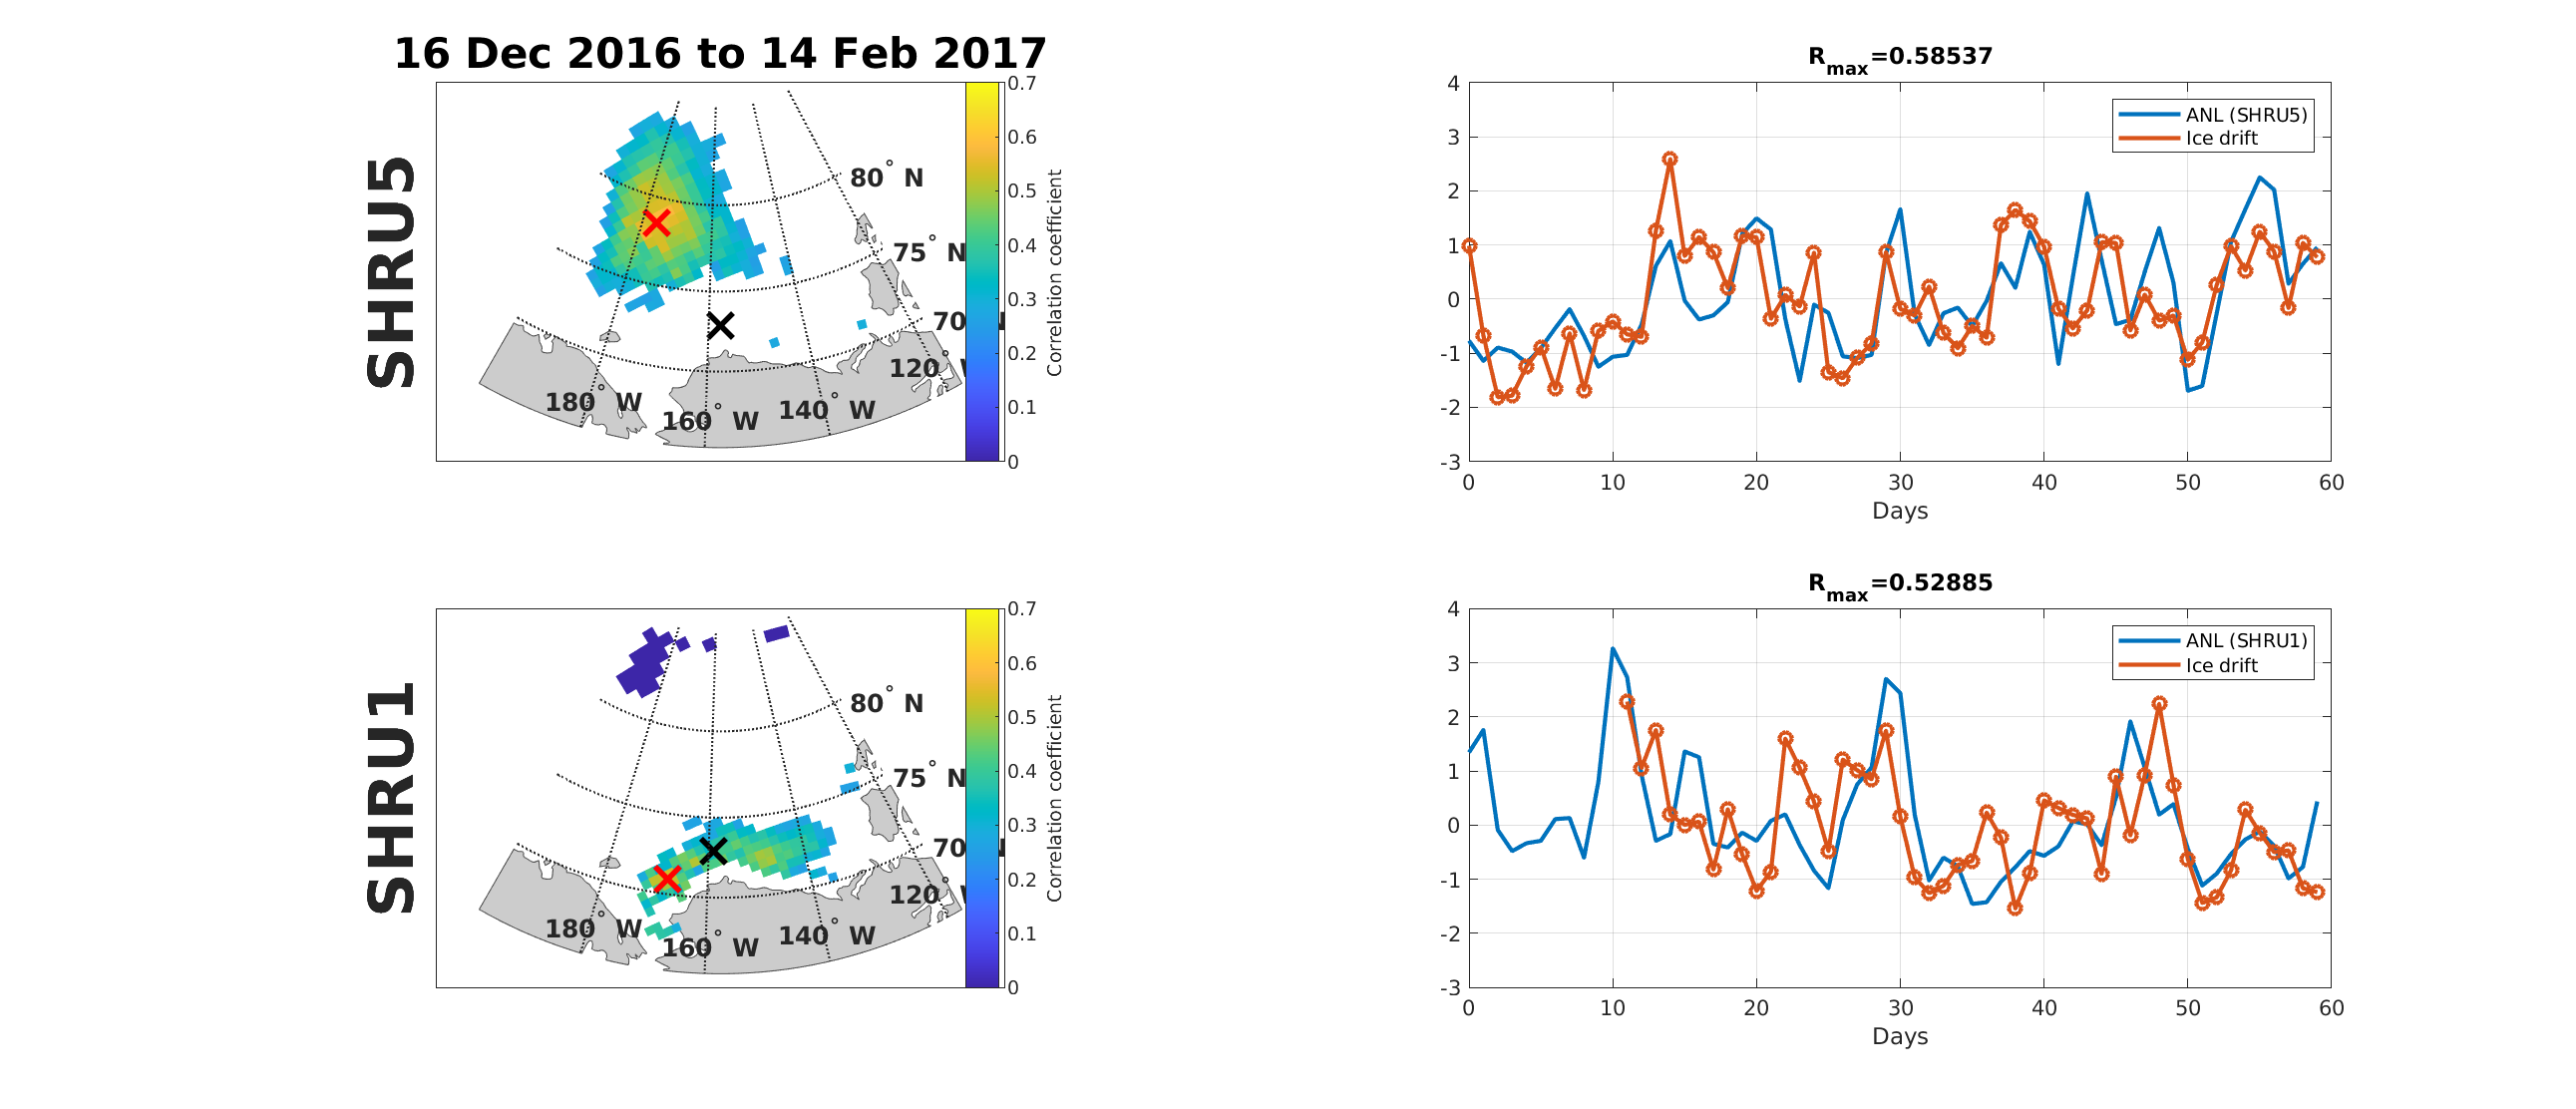 16 Dec 2016 to 14 Feb 2017
SHRU5
80° N
75° N
70° N
180° W
160° W
140° W
120° W
0.7
0.6
0.5
0.4
0.3
0.2
0.1
0
Correlation coefficient
Rmax=0.58537
4
3
2
1
0
-1
-2
-3
ANL (SHRU5)
Ice drift
0 10 20 30 40 50 60
Days
SHRU1
80° N
75° N
70° N
180° W
160° W
140° W
120° W
0.7
0.6
0.5
0.4
0.3
0.2
0.1
0
Correlation coefficient
Rmax=0.52885
4
3
2
1
0
-1
-2
-3
ANL (SHRU1)
Ice drift
0 10 20 30 40 50 60
Days